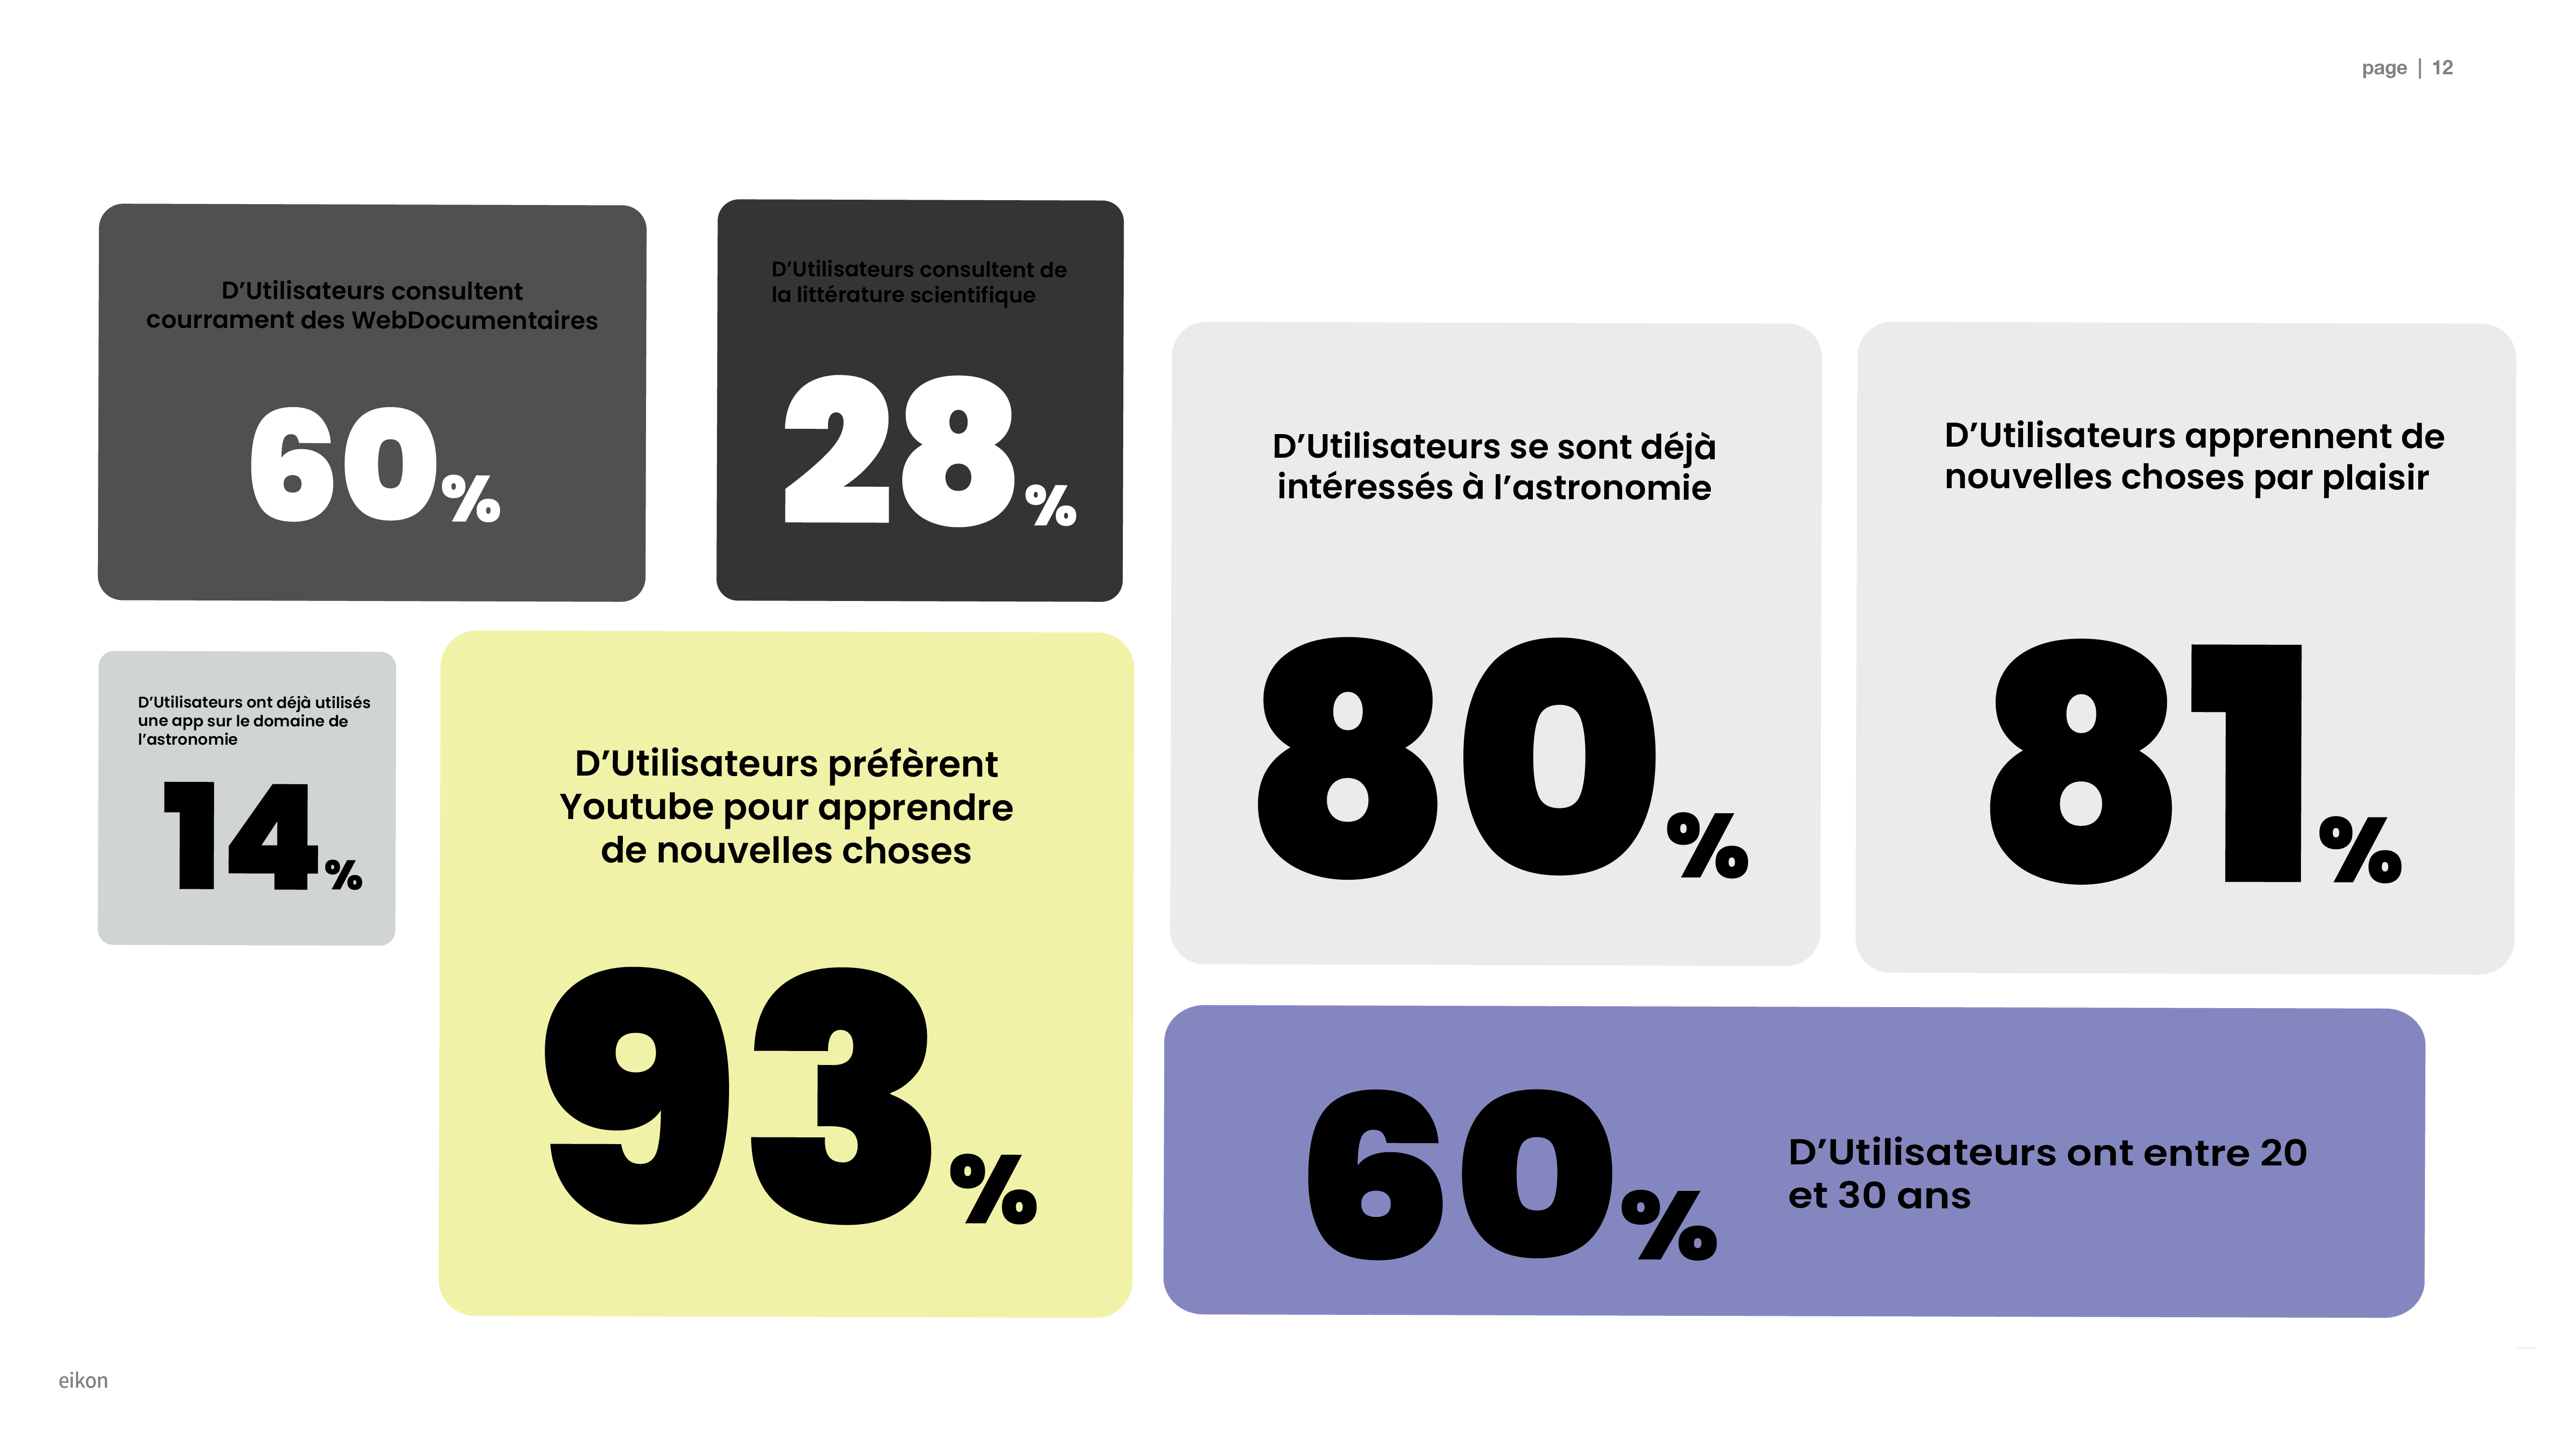 page | 12
D’Utilisateurs consultent
courrament des WebDocumentaires
60%
D’Utilisateurs consultent de
la littérature scientifique
28%
D’Utilisateurs se sont déjà
intéressés à l’astronomie
80%
D’Utilisateurs apprennent de
nouvelles choses par plaisir
81%
D’Utilisateurs ont déjà utilisés
une app sur le domaine de
l’astronomie
14%
D’Utilisateurs préfèrent
Youtube pour apprendre
de nouvelles choses
93%
60%
D’Utilisateurs ont entre 20
et 30 ans
eikon